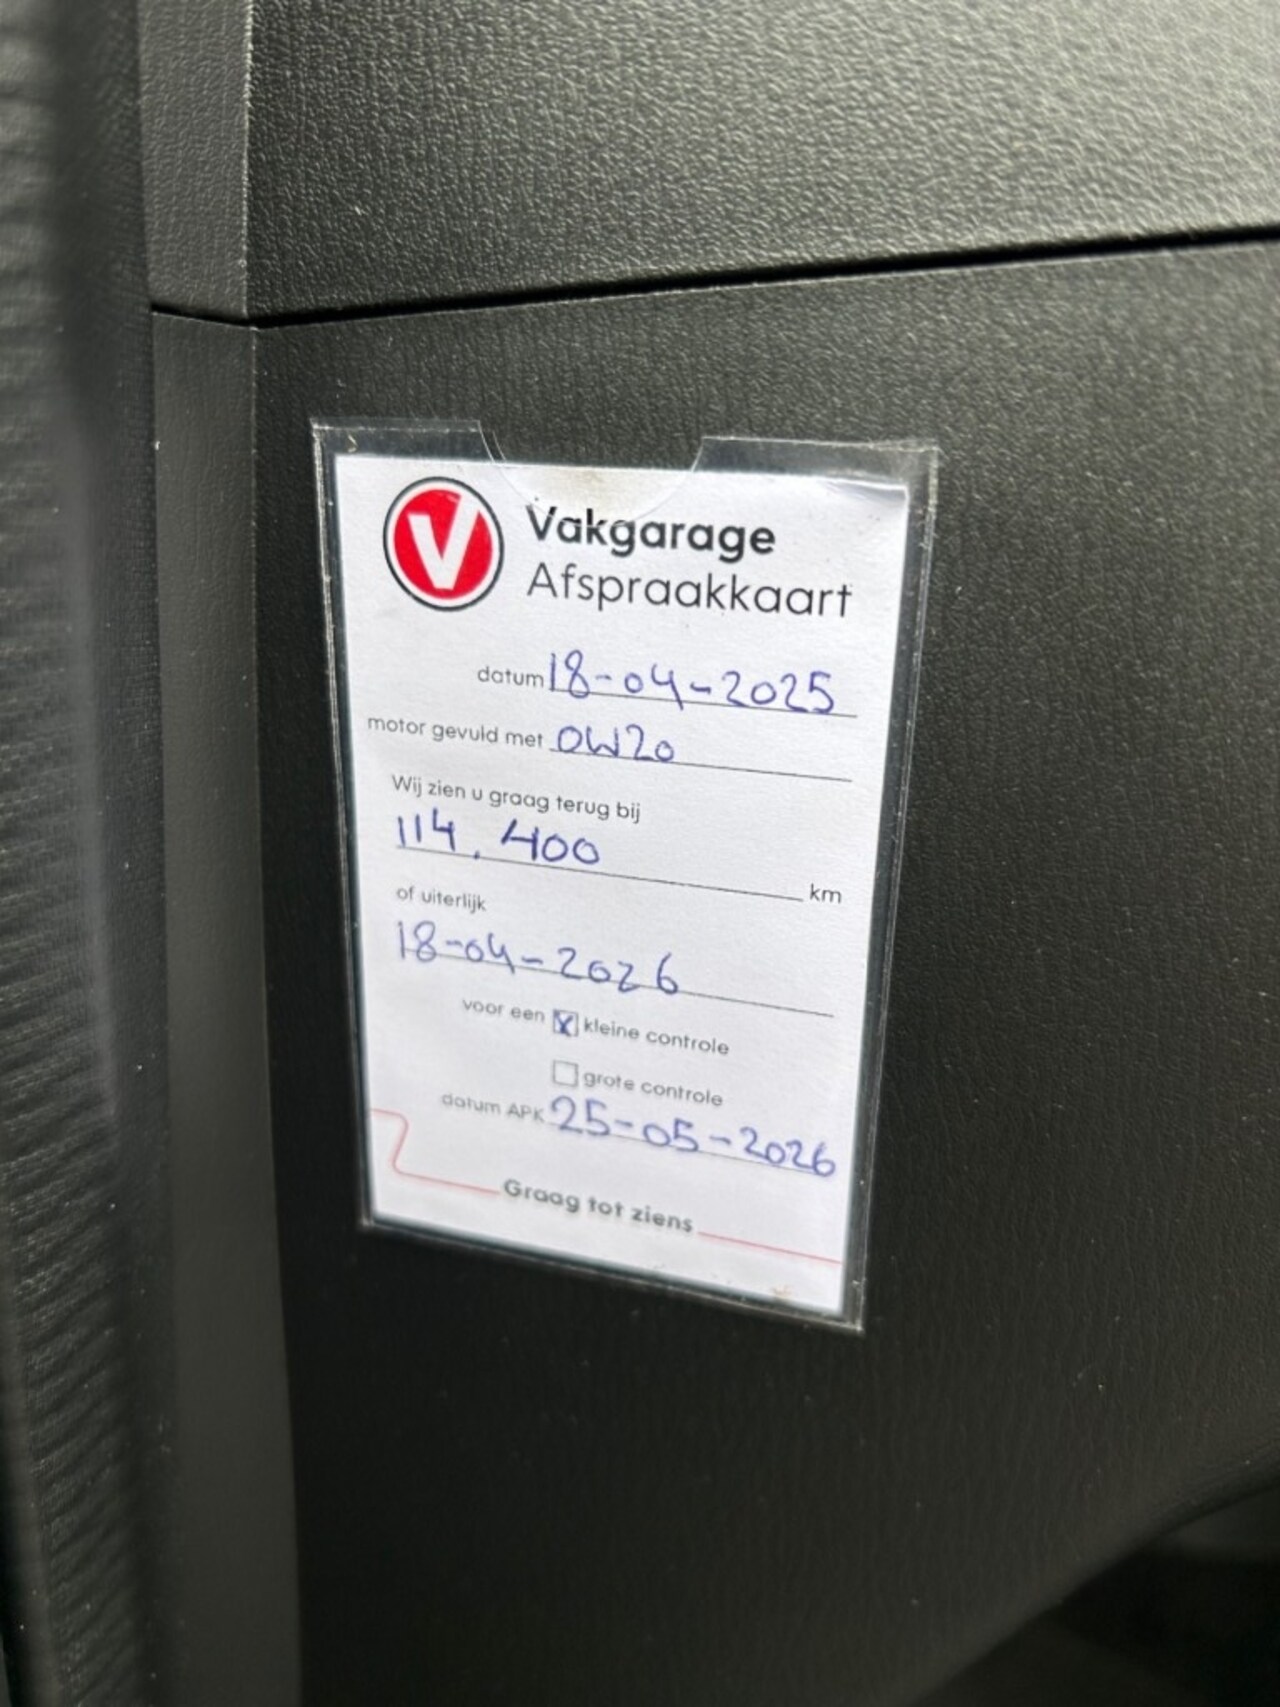 V Vakgarage
Afspraakkaart
datum 18-04-2025
motor gevuld met 0W20
Wij zien u graag terug bij
114.400 km
of uiterlijk
18-04-2026
voor een X kleine controle
grote controle
datum APK 25-05-2026
Graag tot ziens